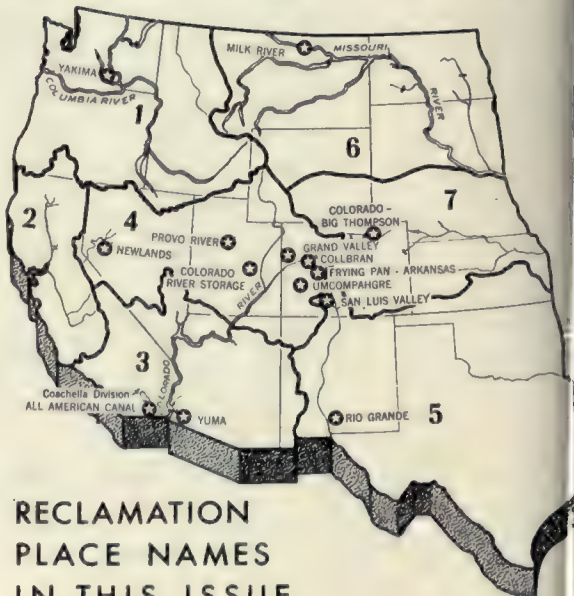 MILK RIVER
MISSOURI
YAKIMA
COLUMBIA RIVER
1
RIVER
6
COLORADO -
BIG THOMPSON
7
2
4
PROVO RIVER
NEWLANDS
GRAND VALLEY
COLLBRAN
COLORADO
RIVER STORAGE
FRYING PAN - ARKANSAS
UMCOMPAHGRE
RIVER
SAN LUIS VALLEY
3
COLORADO
Coachella Division
ALL AMERICAN CANAL
YUMA
RIO GRANDE
5
RECLAMATION
PLACE NAMES
IN THIS ISSUE